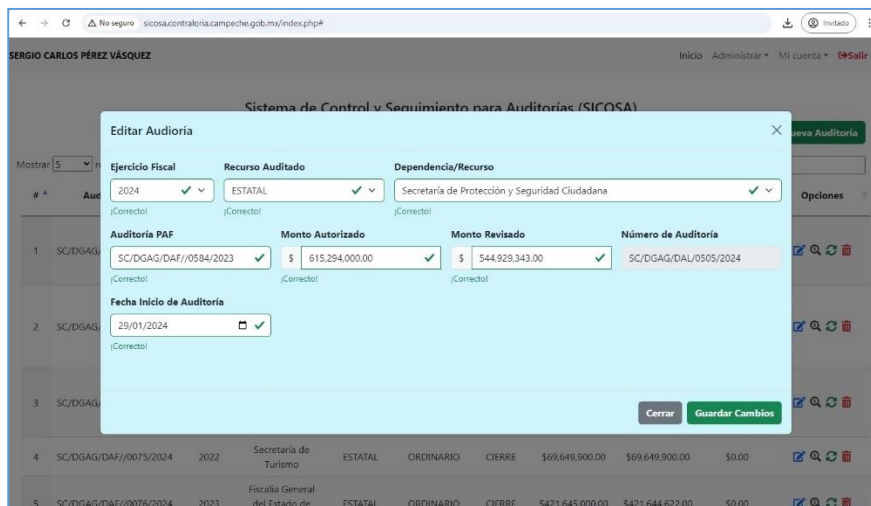 No seguro sicosa.contraloria.campeche.gob.mx/index.php#
Invitado
SERGIO CARLOS PÉREZ VÁSQUEZ
Inicio Administrar Mi cuenta Salir
Sistema de Control y Seguimiento para Auditorías (SICOSA)
Editar Audioría
ueva Auditoría
Mostrar 5
Ejercicio Fiscal Recurso Auditado Dependencia/Recurso
# Aud Opciones
2024 ESTATAL Secretaría de Protección y Seguridad Ciudadana
¡Correcto! ¡Correcto! ¡Correcto!
Auditoría PAF Monto Autorizado Monto Revisado Número de Auditoría
1 SC/DGAG/
SC/DGAG/DAF//0584/2023 $ 615,294,000.00 $ 544,929,343.00 SC/DGAG/DAL/0505/2024
¡Correcto! ¡Correcto! ¡Correcto!
Fecha Inicio de Auditoría
2 SC/DGAG/
29/01/2024
¡Correcto!
3 SC/DGAG/
Cerrar Guardar Cambios
4 SC/DGAG/DAF//0075/2024 2022 Secretaría de Turismo ESTATAL ORDINARIO CIERRE $69,649,900.00 $69,649,900.00 $0.00
5 SC/DGAG/DAF//0076/2024 2023 Fiscalía General del Estado de ESTATAL ORDINARIO CIERRE $421,645,000.00 $421,644,622.00 $0.00